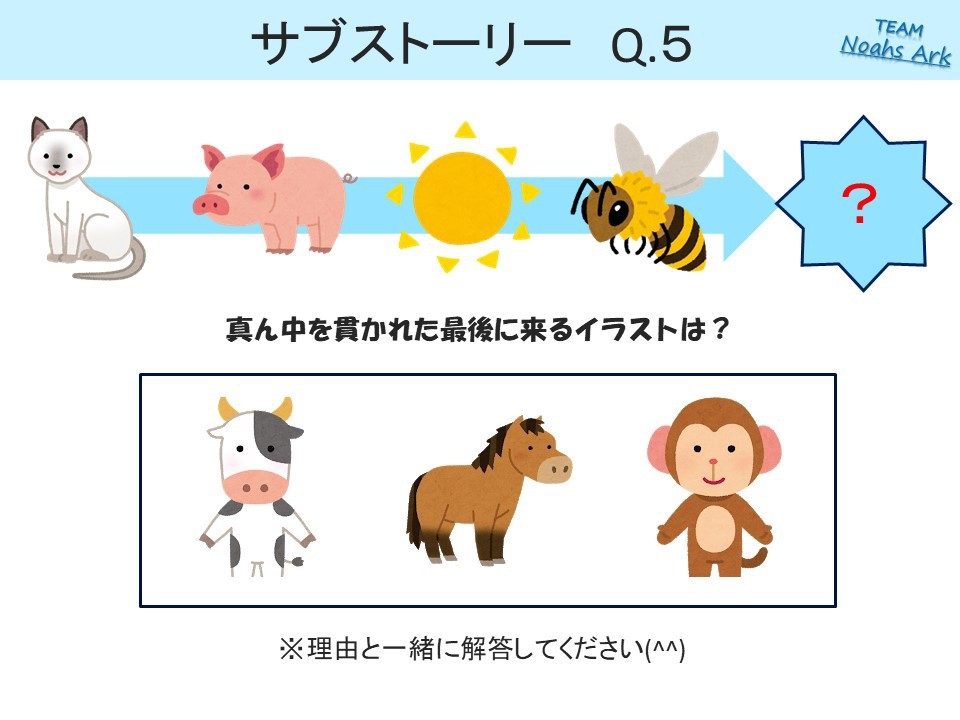 サブストーリー　Q.5
TEAM
Noahs Ark
?
真ん中を貫かれた最後に来るイラストは？
※理由と一緒に解答してください(^^)